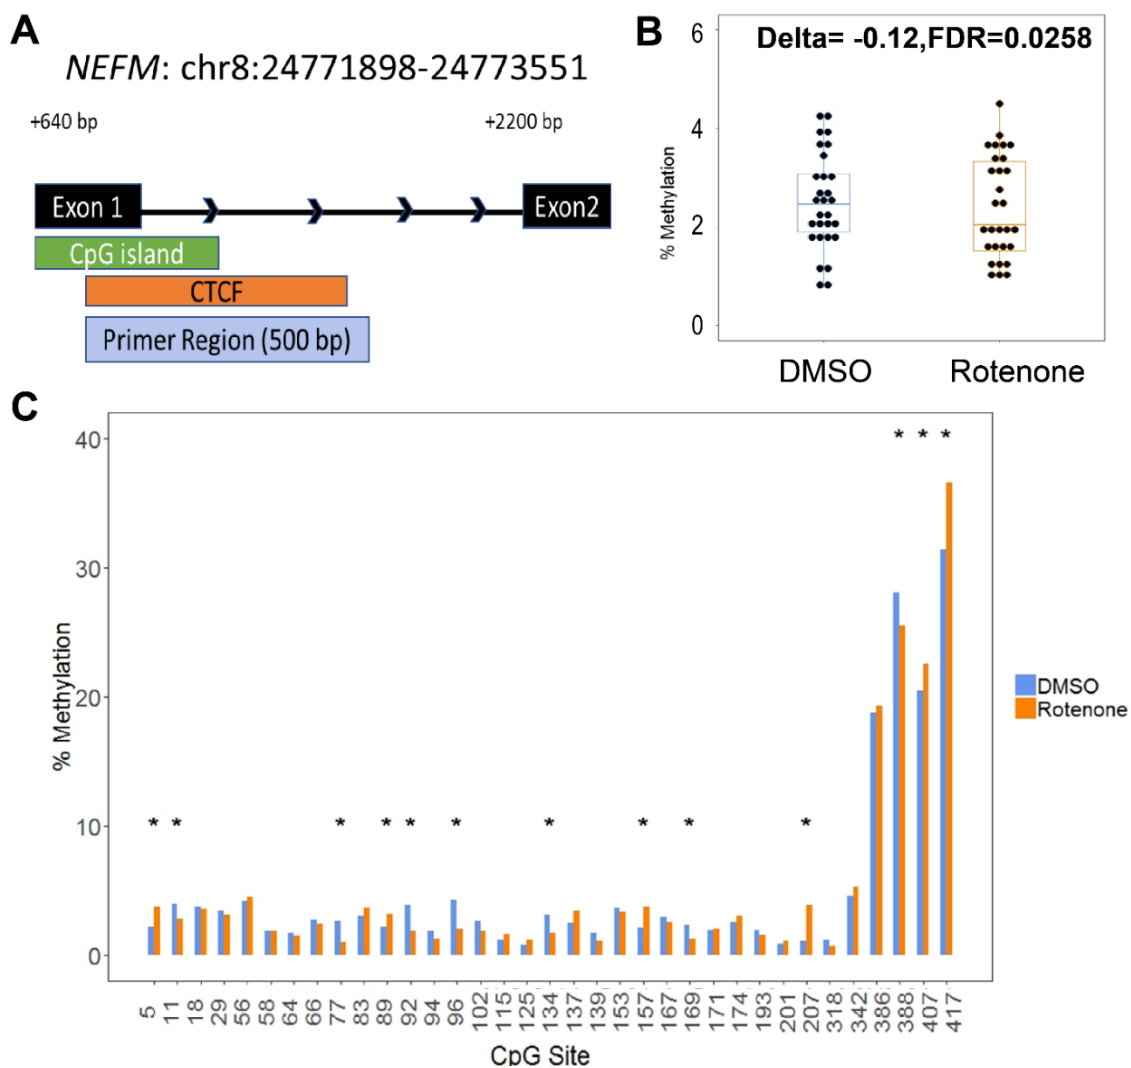 A
NEFM: chr8:24771898-24773551
+640 bp
+2200 bp
Exon 1
Exon2
CpG island
CTCF
Primer Region (500 bp)
B
Delta= -0.12,FDR=0.0258
% Methylation
6
4
2
0
DMSO
Rotenone
C
% Methylation
40
30
20
10
0
* * * * * * * * * * * * *
5 11 18 29 56 58 64 66 77 83 89 92 94 96 102 115 125 134 137 139 153 157 167 169 171 174 193 201 207 318 342 386 388 407 417
CpG Site
DMSO
Rotenone